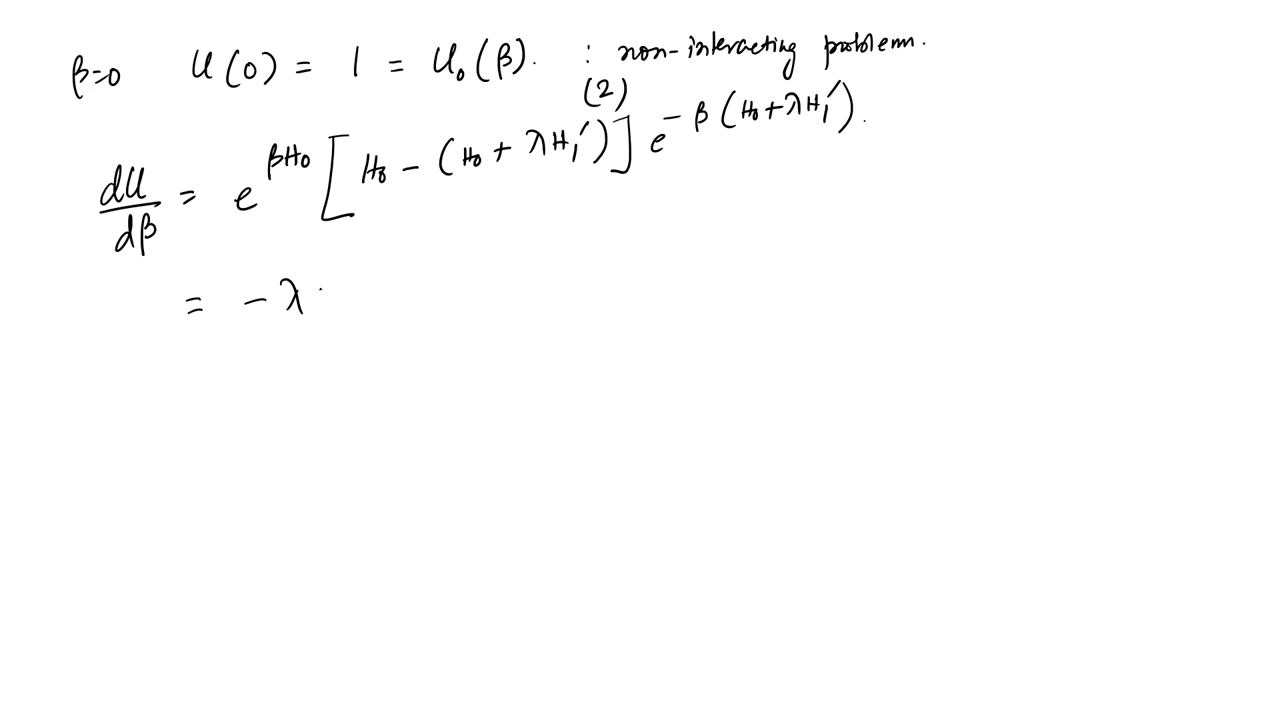 β=0 U(0) = 1 = U₀(β). : non-interacting problem.
(2)
dU/dβ = e^{βH₀} [H₀ - (H₀ + λH₁′)] e^{-β(H₀+λH₁′)}.
= -λ